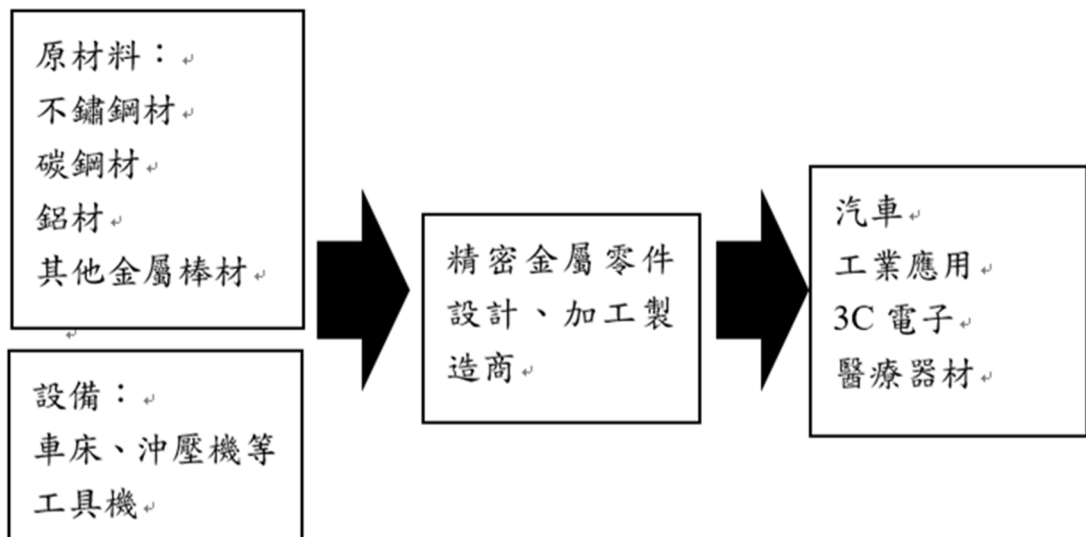 原材料：
不鏽鋼材
碳鋼材
鋁材
其他金屬棒材
設備：
車床、沖壓機等
工具機
精密金屬零件
設計、加工製
造商
汽車
工業應用
3C 電子
醫療器材